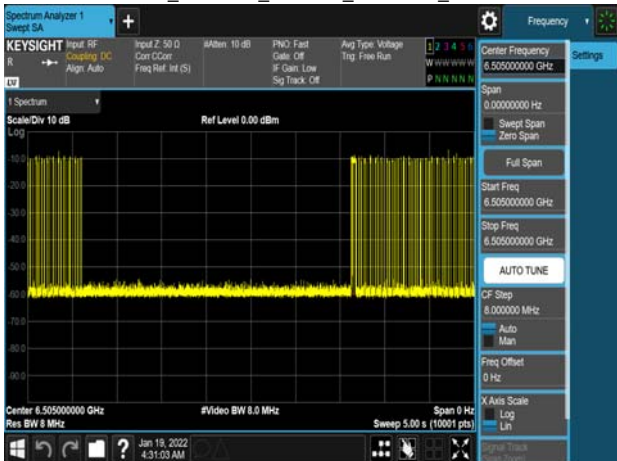 Spectrum Analyzer 1
Swept SA
+
Frequency
KEYSIGHT
R
Input: RF
Coupling: DC
Align: Auto
Input Z: 50 Ω
Corr CCorr
Freq Ref: Int (S)
#Atten: 10 dB
PNO: Fast
Gate: Off
IF Gain: Low
Sig Track: Off
Avg Type: Voltage
Trig: Free Run
1 2 3 4 5 6
W W W W W W
P N N N N N
1 Spectrum
Scale/Div 10 dB
Ref Level 0.00 dBm
Log
-10.0
-20.0
-30.0
-40.0
-50.0
-60.0
-70.0
-80.0
-90.0
Center 6.505000000 GHz
#Video BW 8.0 MHz
Span 0 Hz
Res BW 8 MHz
Sweep 5.00 s (10001 pts)
?
Jan 19, 2022
4:31:03 AM
Center Frequency
6.505000000 GHz
Settings
Span
0.00000000 Hz
Swept Span
Zero Span
Full Span
Start Freq
6.505000000 GHz
Stop Freq
6.505000000 GHz
AUTO TUNE
CF Step
8.000000 MHz
Auto
Man
Freq Offset
0 Hz
X Axis Scale
Log
Lin
Signal Track